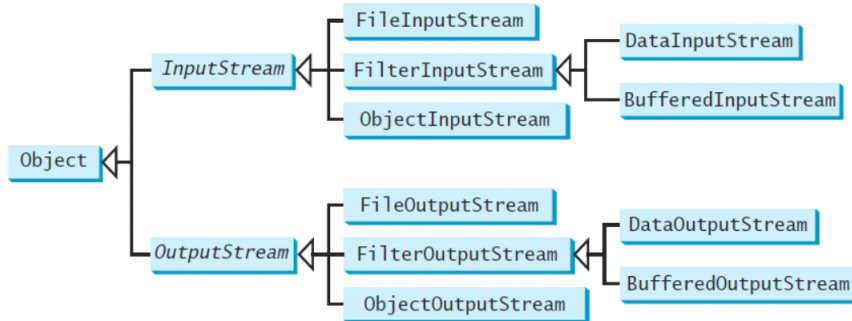 FileInputStream
DataInputStream
InputStream
FilterInputStream
BufferedInputStream
ObjectInputStream
Object
FileOutputStream
DataOutputStream
OutputStream
FilterOutputStream
BufferedOutputStream
ObjectOutputStream